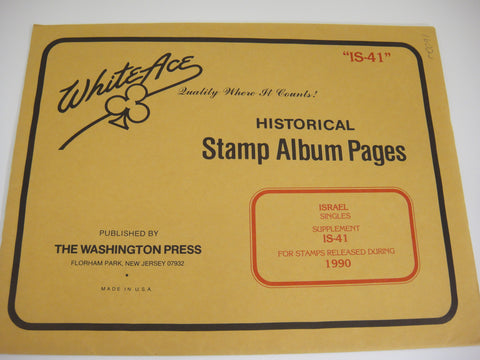 "IS-41"
White Ace
Quality Where It Counts!
HISTORICAL
Stamp Album Pages
ISRAEL
SINGLES
SUPPLEMENT
IS-41
FOR STAMPS RELEASED DURING
1990
PUBLISHED BY
THE WASHINGTON PRESS
FLORHAM PARK, NEW JERSEY 07932
MADE IN U.S.A.